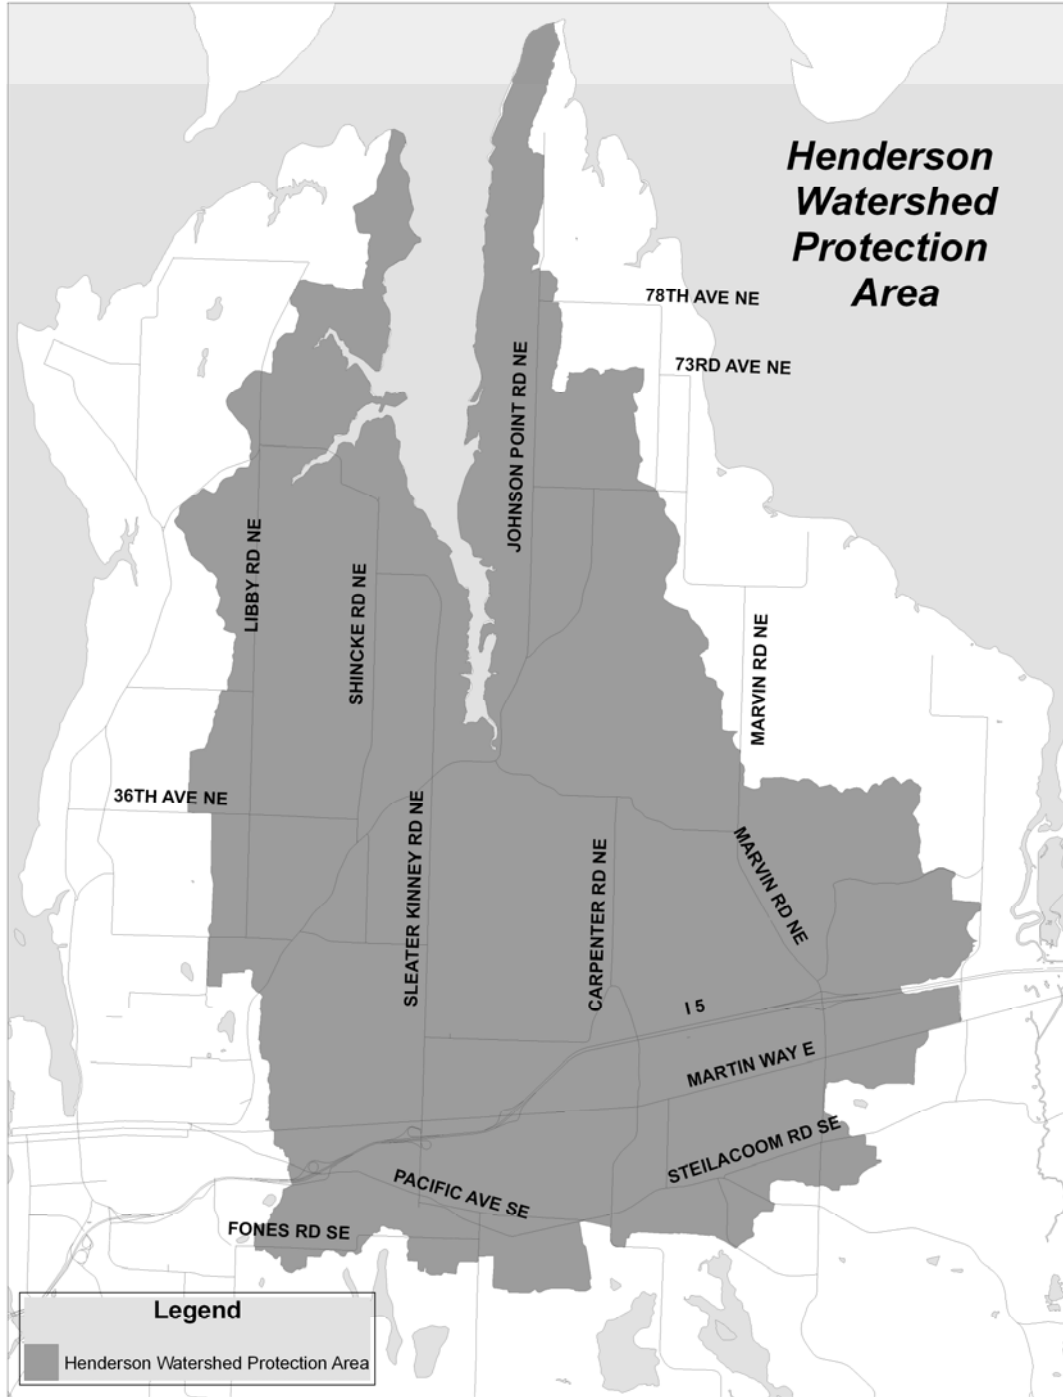 Henderson
Watershed
Protection
Area
78TH AVE NE
73RD AVE NE
JOHNSON POINT RD NE
LIBBY RD NE
SHINCKE RD NE
MARVIN RD NE
36TH AVE NE
SLEATER KINNEY RD NE
CARPENTER RD NE
MARVIN RD NE
I 5
MARTIN WAY E
STEILACOOM RD SE
PACIFIC AVE SE
FONES RD SE
Legend
Henderson Watershed Protection Area